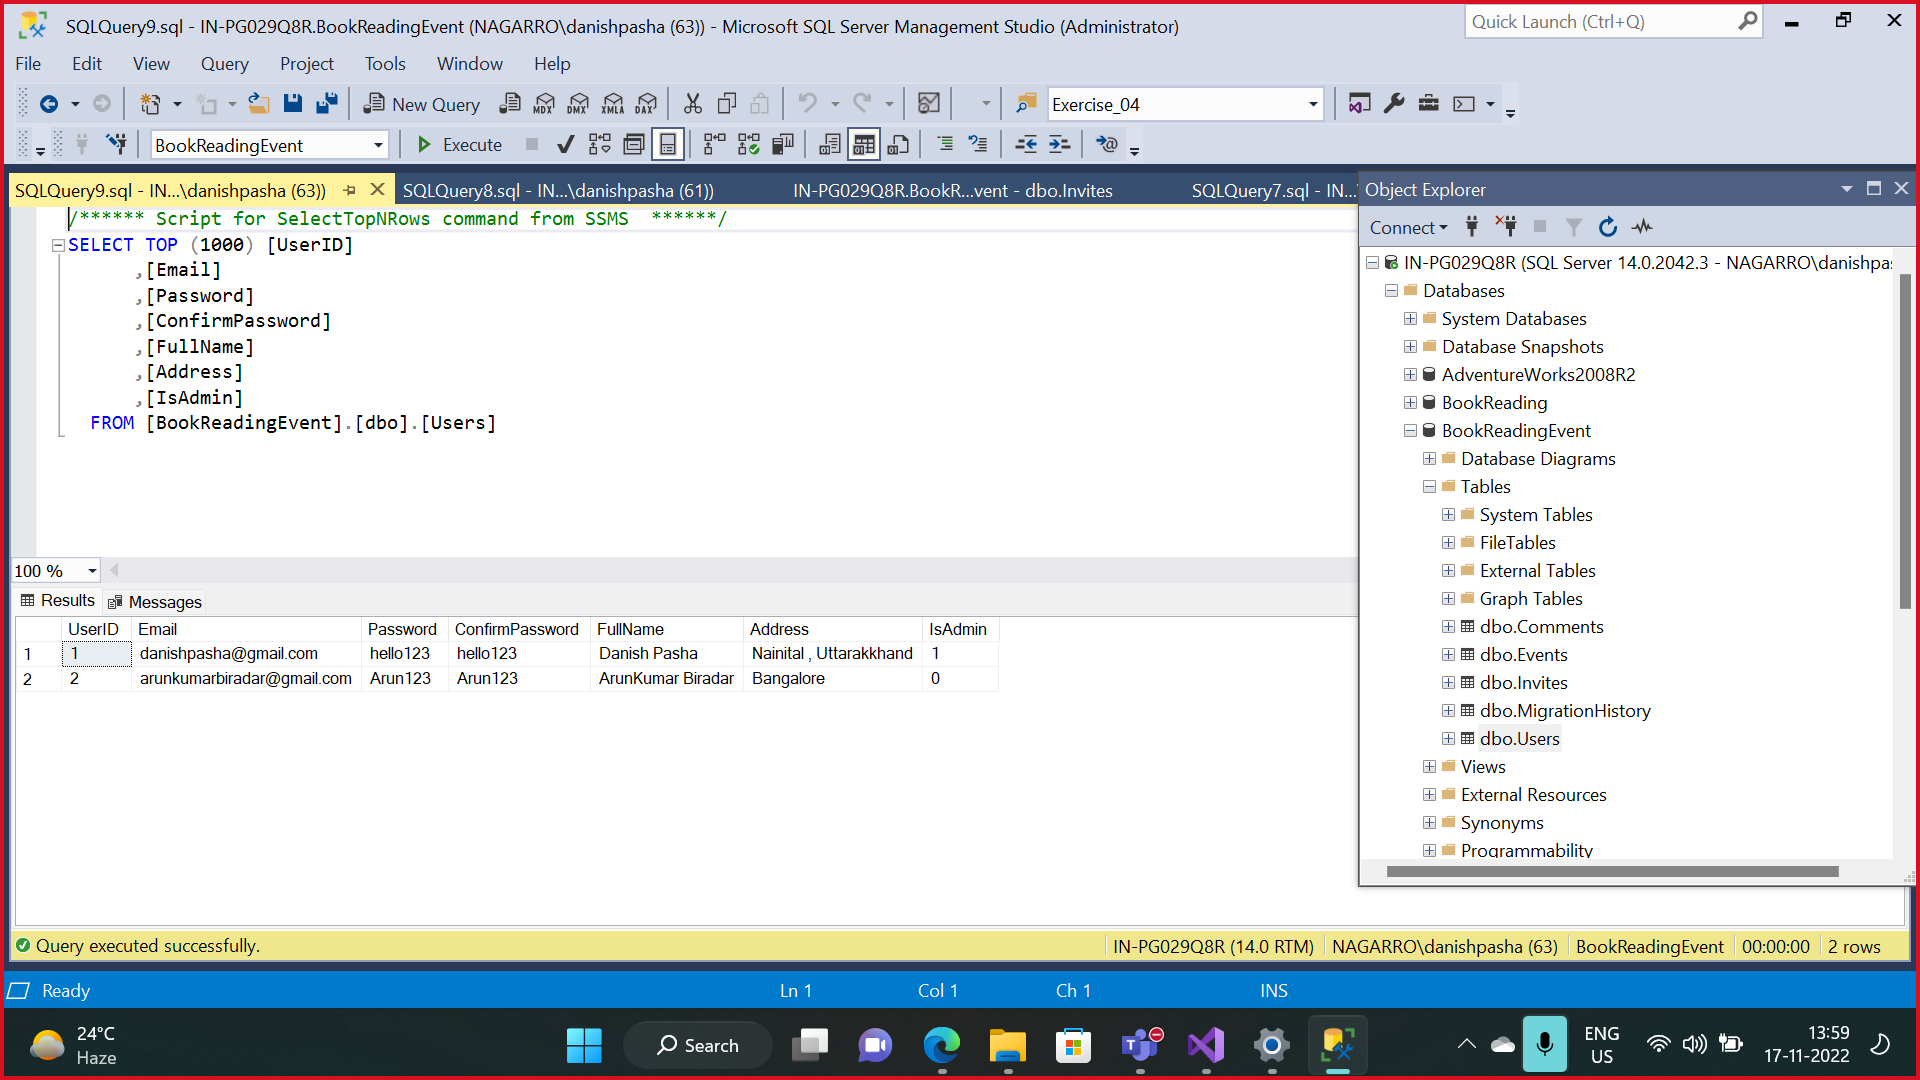 SQLQuery9.sql - IN-PG029Q8R.BookReadingEvent (NAGARRO\danishpasha (63)) - Microsoft SQL Server Management Studio (Administrator)
Quick Launch (Ctrl+Q)
File Edit View Query Project Tools Window Help
New Query MDX DMX XMLA DAX Exercise_04
BookReadingEvent Execute
SQLQuery9.sql - IN...\danishpasha (63)) SQLQuery8.sql - IN...\danishpasha (61)) IN-PG029Q8R.BookR...vent - dbo.Invites SQLQuery7.sql - IN...\
/****** Script for SelectTopNRows command from SSMS  ******/
SELECT TOP (1000) [UserID]
,[Email]
,[Password]
,[ConfirmPassword]
,[FullName]
,[Address]
,[IsAdmin]
FROM [BookReadingEvent].[dbo].[Users]
100 %
Results Messages
UserID Email Password ConfirmPassword FullName Address IsAdmin
1 1 danishpasha@gmail.com hello123 hello123 Danish Pasha Nainital , Uttarakkhand 1
2 2 arunkumarbiradar@gmail.com Arun123 Arun123 ArunKumar Biradar Bangalore 0
Object Explorer
Connect
IN-PG029Q8R (SQL Server 14.0.2042.3 - NAGARRO\danishpa
Databases
System Databases
Database Snapshots
AdventureWorks2008R2
BookReading
BookReadingEvent
Database Diagrams
Tables
System Tables
FileTables
External Tables
Graph Tables
dbo.Comments
dbo.Events
dbo.Invites
dbo.MigrationHistory
dbo.Users
Views
External Resources
Synonyms
Programmability
Query executed successfully. IN-PG029Q8R (14.0 RTM) NAGARRO\danishpasha (63) BookReadingEvent 00:00:00 2 rows
Ready Ln 1 Col 1 Ch 1 INS
24°C
Haze
Search
ENG
US
13:59
17-11-2022